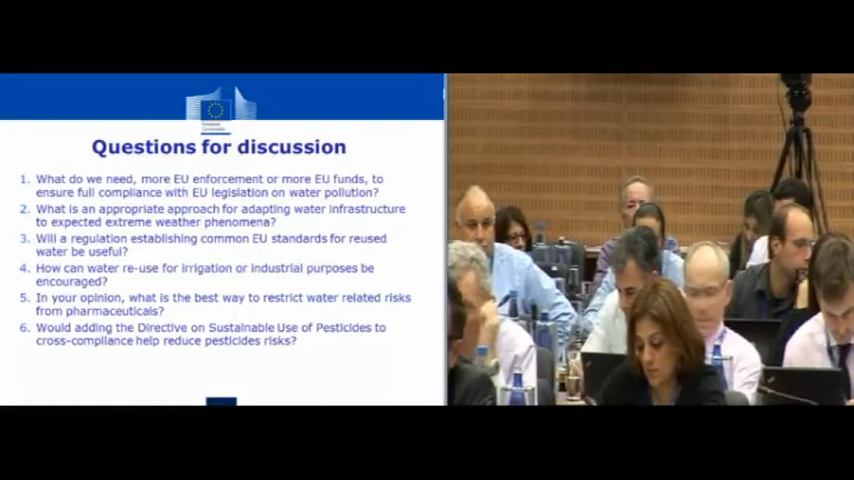 European
Commission
Questions for discussion
1. What do we need, more EU enforcement or more EU funds, to
ensure full compliance with EU legislation on water pollution?
2. What is an appropriate approach for adapting water infrastructure
to expected extreme weather phenomena?
3. Will a regulation establishing common EU standards for reused
water be useful?
4. How can water re-use for irrigation or industrial purposes be
encouraged?
5. In your opinion, what is the best way to restrict water related risks
from pharmaceuticals?
6. Would adding the Directive on Sustainable Use of Pesticides to
cross-compliance help reduce pesticides risks?